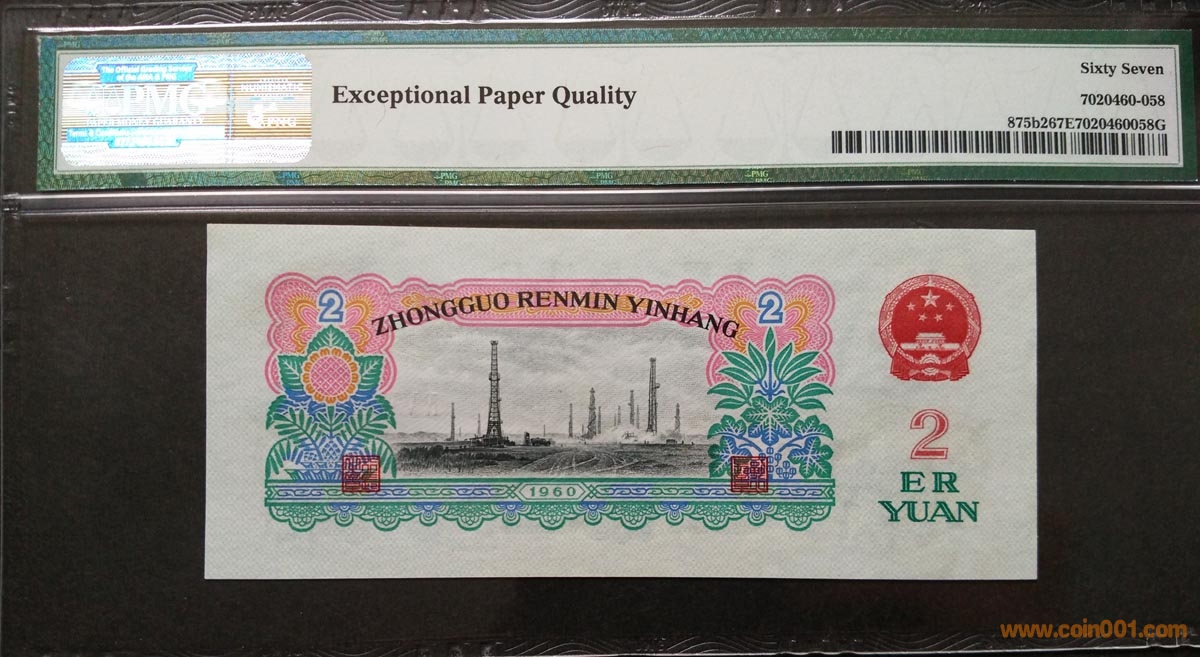 Exceptional Paper Quality
Sixty Seven
7020460-058
875b267E7020460058G
PMG
2 ZHONGGUO RENMIN YINHANG 2
1960
2
ER
YUAN
www.coin001.com